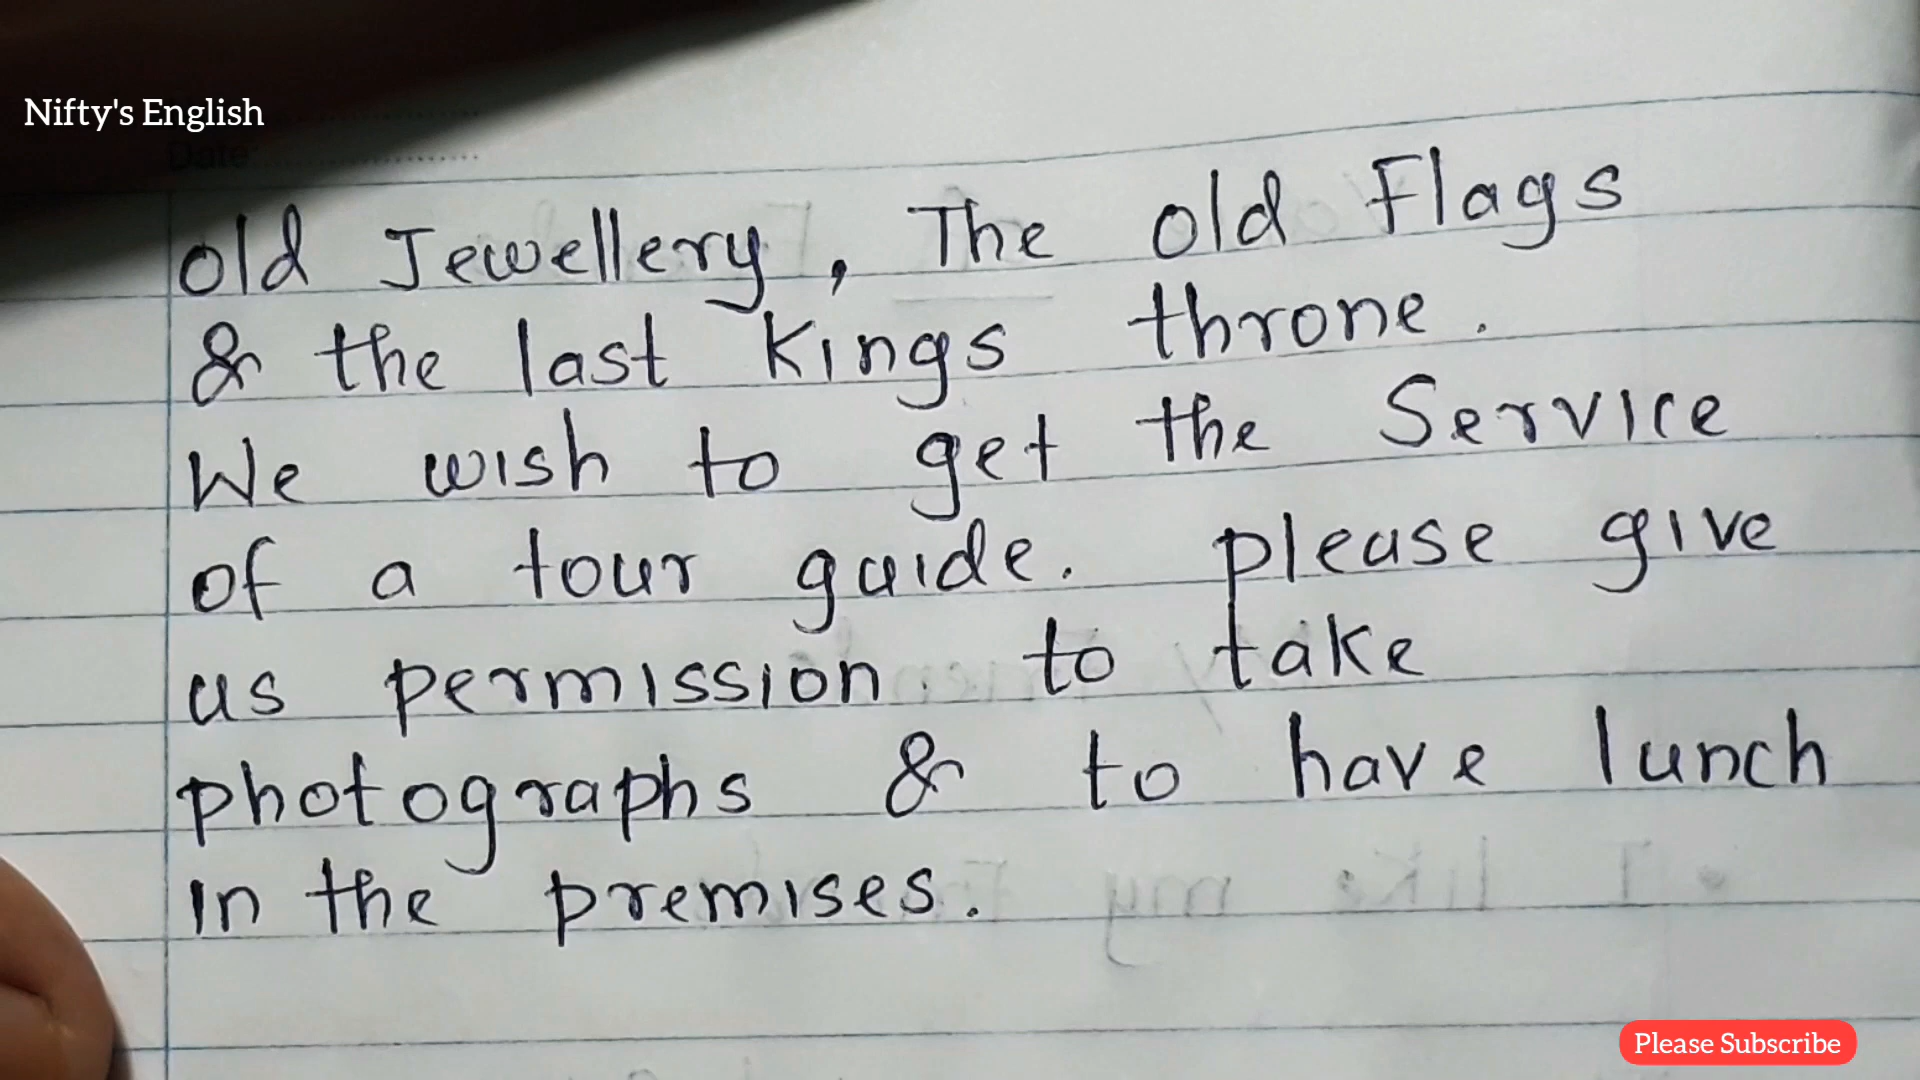 Nifty's English
Date:
old Jewellery, The old Flags
& the last Kings throne.
We wish to get the Service
of a tour guide. please give
us permission to take
photographs & to have lunch
in the premises.
Please Subscribe